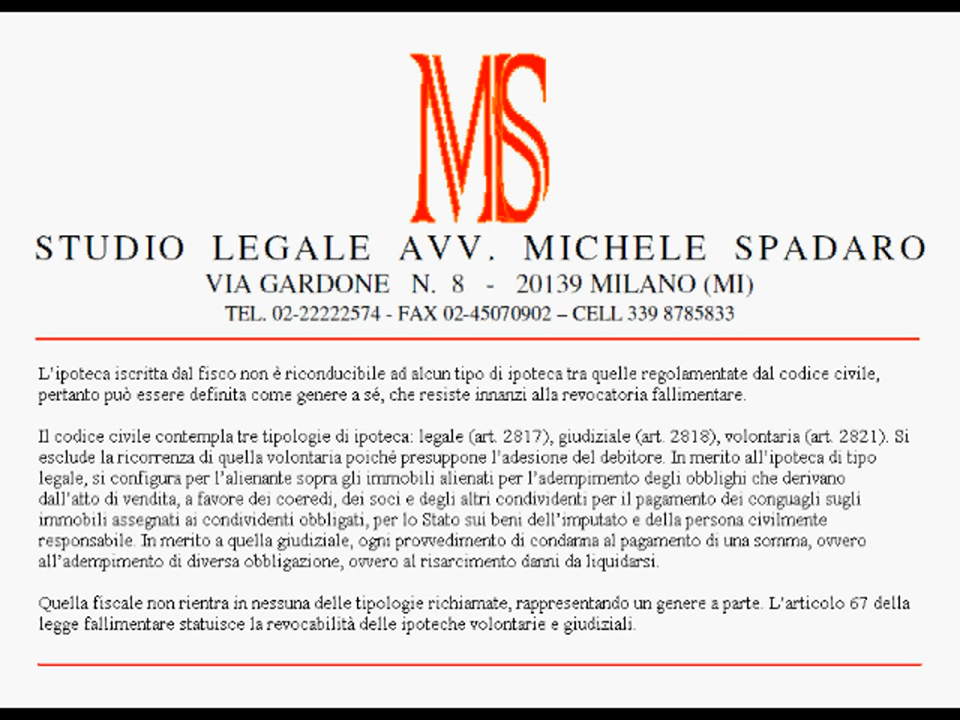 MS
STUDIO LEGALE AVV. MICHELE SPADARO
VIA GARDONE N. 8 - 20139 MILANO (MI)
TEL. 02-22222574 - FAX 02-45070902 – CELL 339 8785833
L'ipoteca iscritta dal fisco non è riconducibile ad alcun tipo di ipoteca tra quelle regolamentate dal codice civile,
pertanto può essere definita come genere a sé, che resiste innanzi alla revocatoria fallimentare.
Il codice civile contempla tre tipologie di ipoteca: legale (art. 2817), giudiziale (art. 2818), volontaria (art. 2821). Si
esclude la ricorrenza di quella volontaria poiché presuppone l'adesione del debitore. In merito all'ipoteca di tipo
legale, si configura per l'alienante sopra gli immobili alienati per l'adempimento degli obblighi che derivano
dall'atto di vendita, a favore dei coeredi, dei soci e degli altri condividenti per il pagamento dei conguagli sugli
immobili assegnati ai condividenti obbligati, per lo Stato sui beni dell'imputato e della persona civilmente
responsabile. In merito a quella giudiziale, ogni provvedimento di condanna al pagamento di una somma, ovvero
all'adempimento di diversa obbligazione, ovvero al risarcimento danni da liquidarsi.
Quella fiscale non rientra in nessuna delle tipologie richiamate, rappresentando un genere a parte. L'articolo 67 della
legge fallimentare statuisce la revocabilità delle ipoteche volontarie e giudiziali.